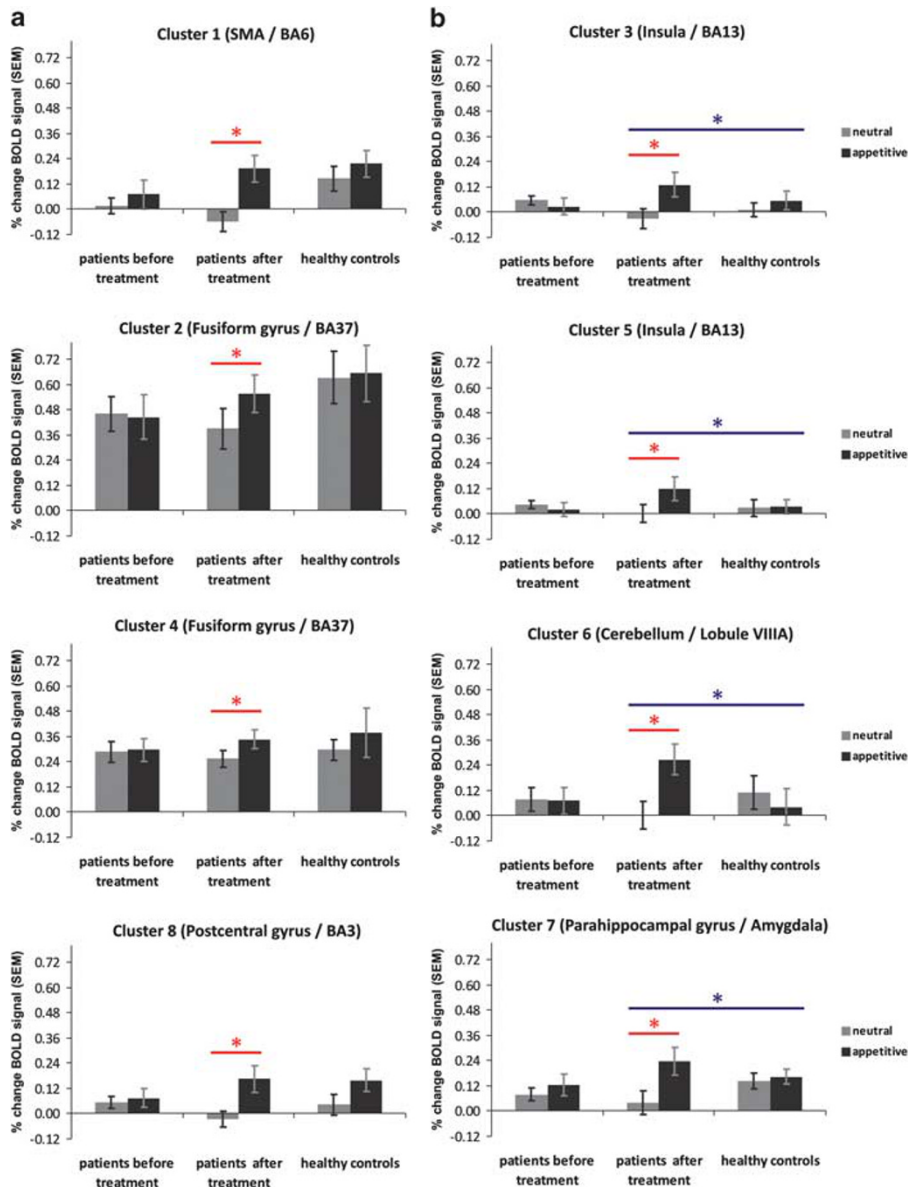 a
Cluster 1 (SMA / BA6)
% change BOLD signal (SEM)
0.72
0.60
0.48
0.36
0.24
0.12
0.00
-0.12
*
patients before treatment
patients after treatment
healthy controls
Cluster 2 (Fusiform gyrus / BA37)
% change BOLD signal (SEM)
0.72
0.60
0.48
0.36
0.24
0.12
0.00
-0.12
*
patients before treatment
patients after treatment
healthy controls
Cluster 4 (Fusiform gyrus / BA37)
% change BOLD signal (SEM)
0.72
0.60
0.48
0.36
0.24
0.12
0.00
-0.12
*
patients before treatment
patients after treatment
healthy controls
Cluster 8 (Postcentral gyrus / BA3)
% change BOLD signal (SEM)
0.72
0.60
0.48
0.36
0.24
0.12
0.00
-0.12
*
patients before treatment
patients after treatment
healthy controls
b
Cluster 3 (Insula / BA13)
% change BOLD signal (SEM)
0.72
0.60
0.48
0.36
0.24
0.12
0.00
-0.12
*
*
neutral
appetitive
patients before treatment
patients after treatment
healthy controls
Cluster 5 (Insula / BA13)
% change BOLD signal (SEM)
0.72
0.60
0.48
0.36
0.24
0.12
0.00
-0.12
*
*
neutral
appetitive
patients before treatment
patients after treatment
healthy controls
Cluster 6 (Cerebellum / Lobule VIIIA)
% change BOLD signal (SEM)
0.72
0.60
0.48
0.36
0.24
0.12
0.00
-0.12
*
*
neutral
appetitive
patients before treatment
patients after treatment
healthy controls
Cluster 7 (Parahippocampal gyrus / Amygdala)
% change BOLD signal (SEM)
0.72
0.60
0.48
0.36
0.24
0.12
0.00
-0.12
*
*
neutral
appetitive
patients before treatment
patients after treatment
healthy controls